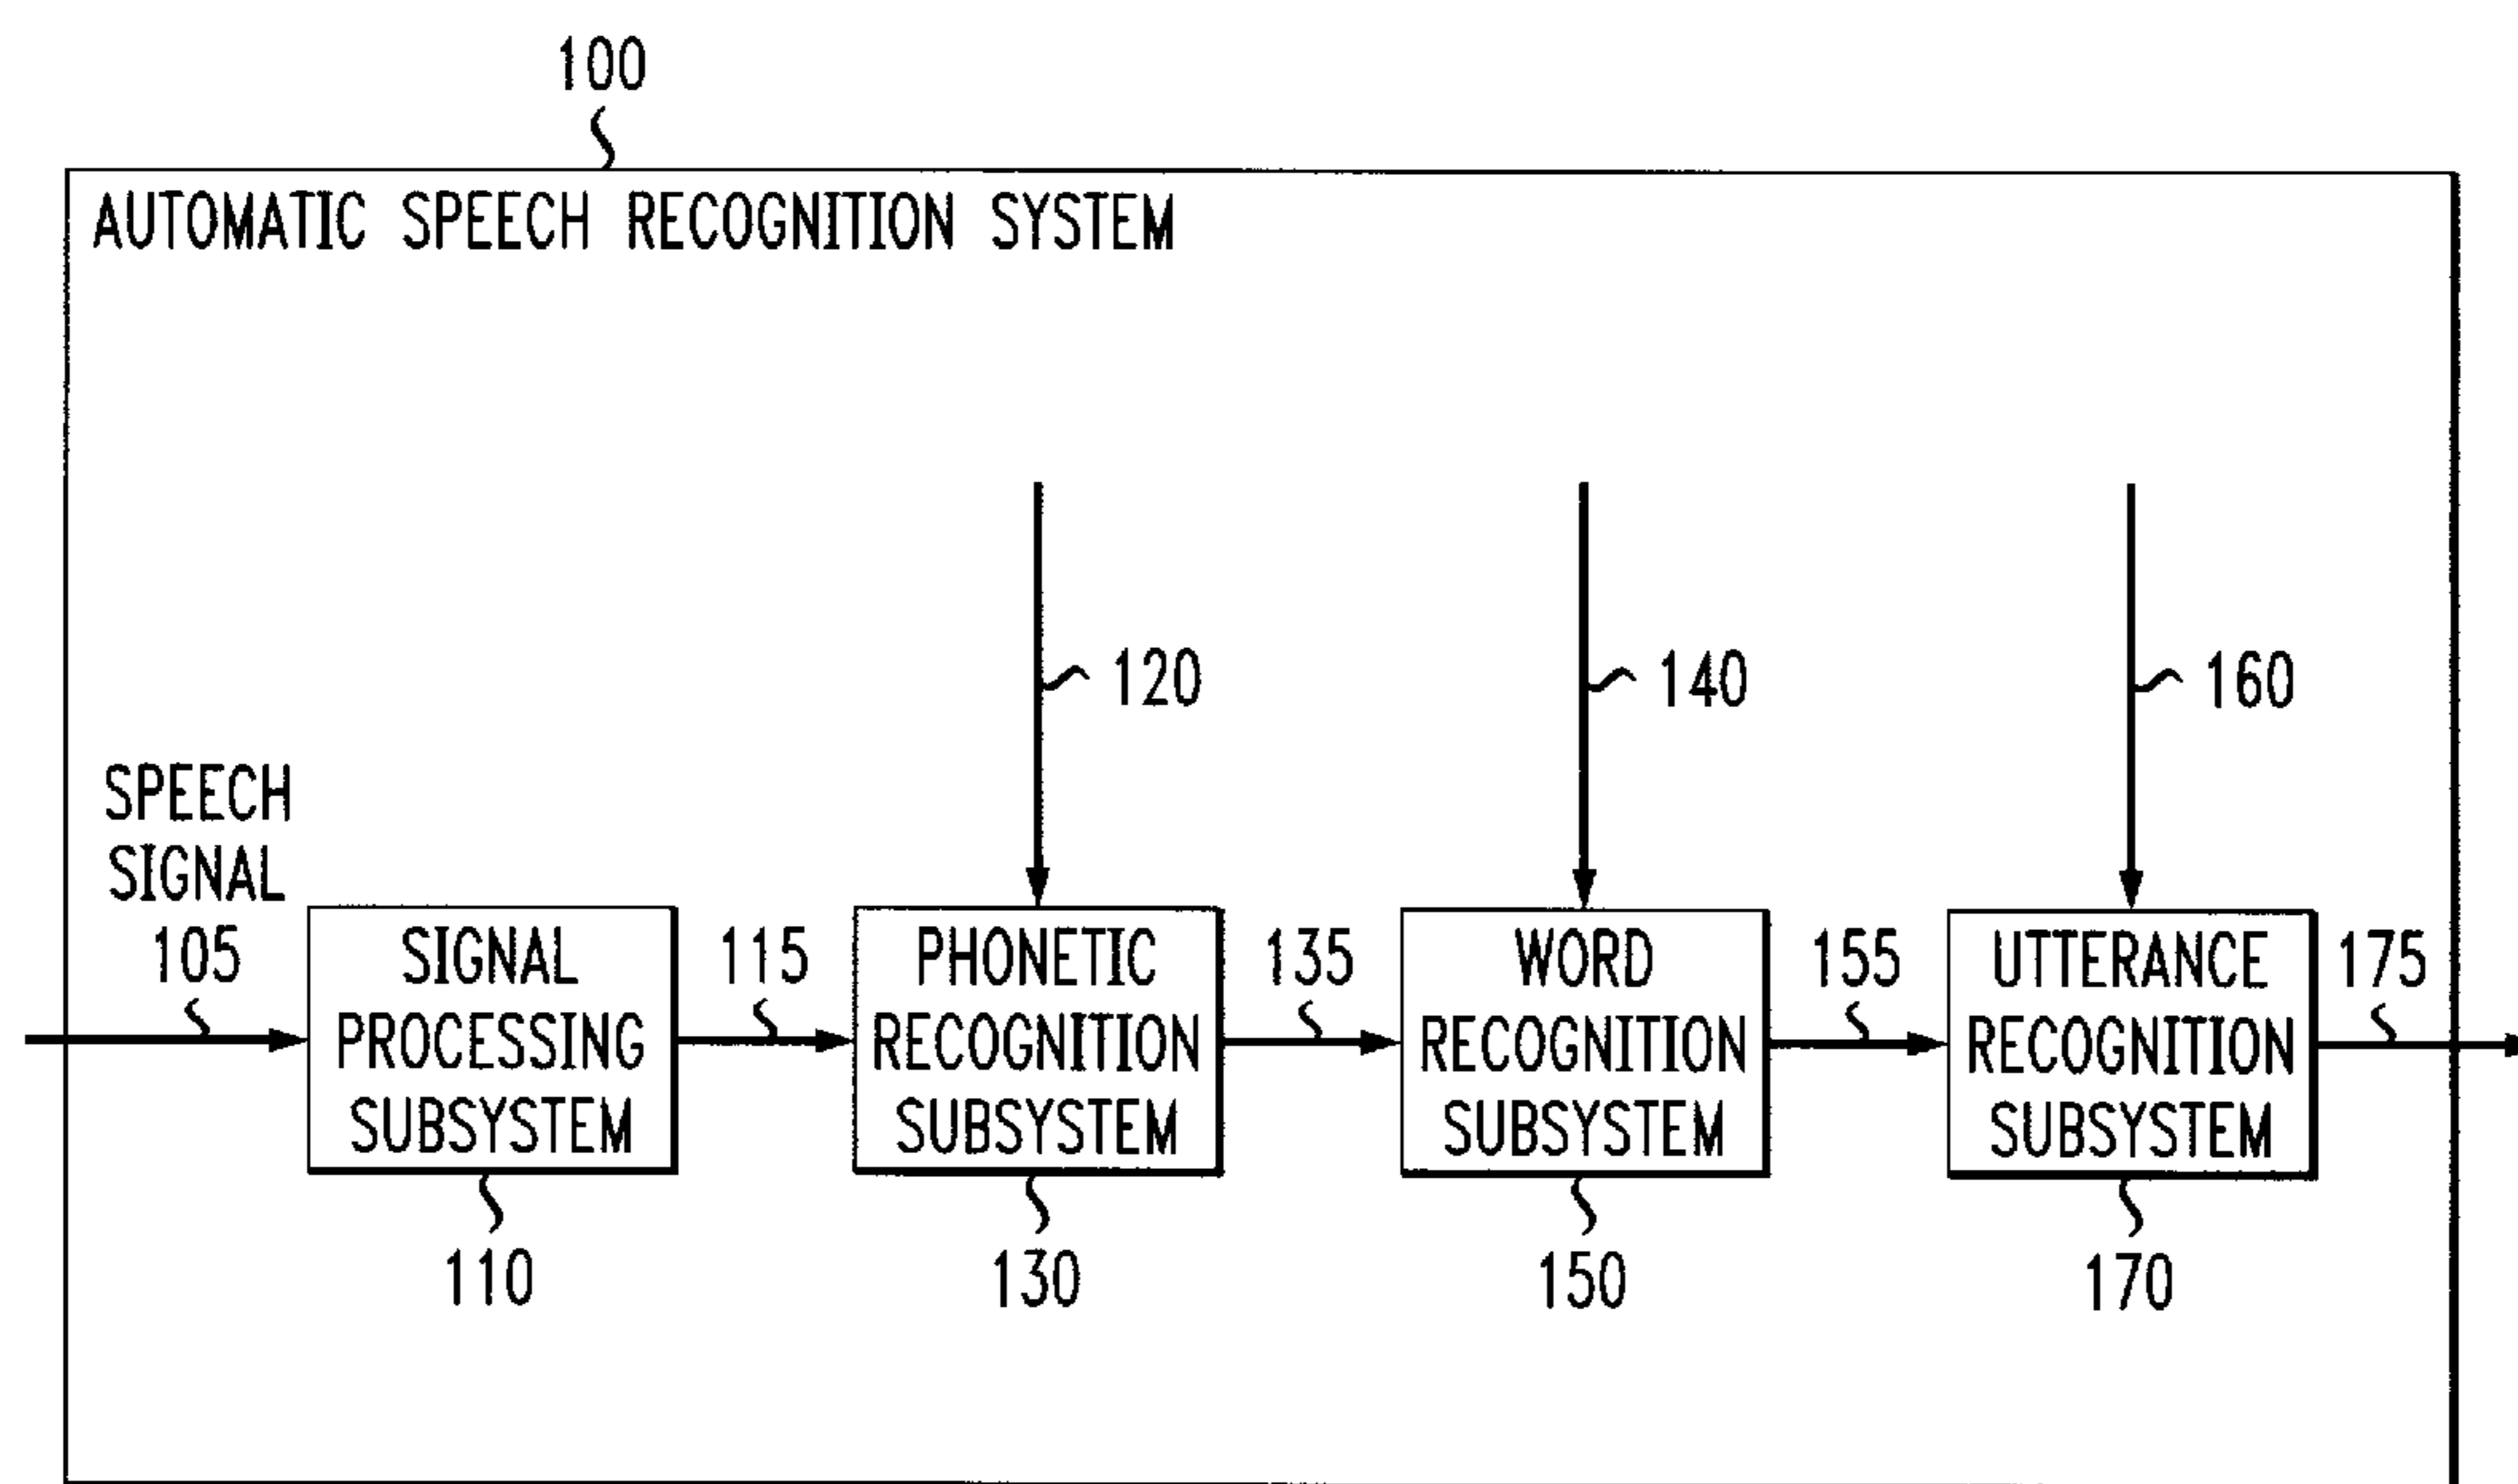 100
AUTOMATIC SPEECH RECOGNITION SYSTEM
120
140
160
SPEECH
SIGNAL
105
SIGNAL
PROCESSING
SUBSYSTEM
115
PHONETIC
RECOGNITION
SUBSYSTEM
135
WORD
RECOGNITION
SUBSYSTEM
155
UTTERANCE
RECOGNITION
SUBSYSTEM
175
110
130
150
170